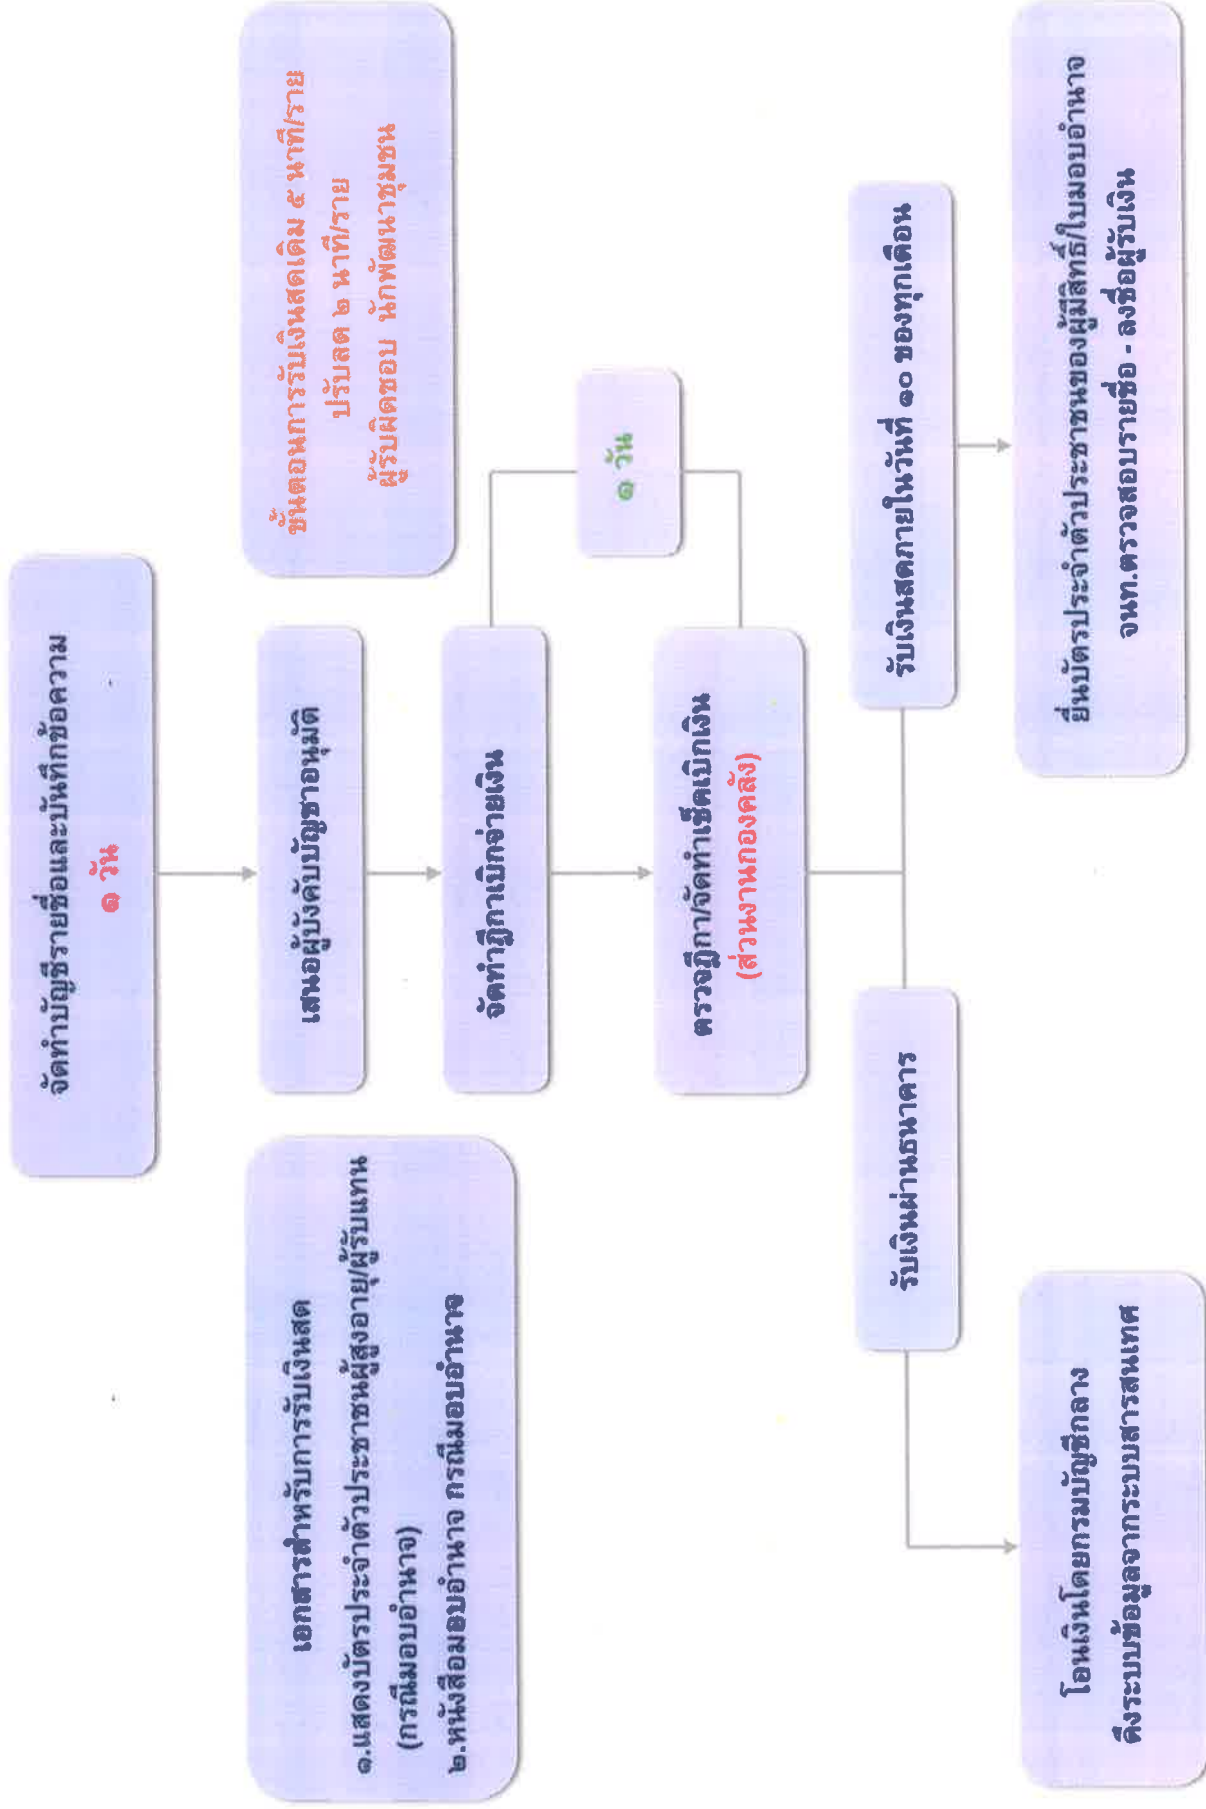 จัดทำบัญชีรายชื่อและบันทึกข้อความ
๑ วัน
เอกสารสำหรับการรับเงินสด
๑.แสดงบัตรประจำตัวประชาชนผู้สูงอายุ/ผู้รับแทน
(กรณีมอบอำนาจ)
๒.หนังสือมอบอำนาจ กรณีมอบอำนาจ
เสนอผู้บังคับบัญชาอนุมัติ
ขั้นตอนการรับเงินสดเดิม ๕ นาที/ราย
ปรับลด ๒ นาที/ราย
ผู้รับผิดชอบ นักพัฒนาชุมชน
จัดทำฎีกาเบิกจ่ายเงิน
๑ วัน
ตรวจฎีกา/จัดทำเช็คเบิกเงิน
(ส่วนงานกองคลัง)
รับเงินผ่านธนาคาร
รับเงินสดภายในวันที่ ๑๐ ของทุกเดือน
โอนเงินโดยกรมบัญชีกลาง
ดึงระบบข้อมูลจากระบบสารสนเทศ
ยื่นบัตรประจำตัวประชาชนของผู้มีสิทธิ์/ใบมอบอำนาจ
จนท.ตรวจสอบรายชื่อ - ลงชื่อผู้รับเงิน